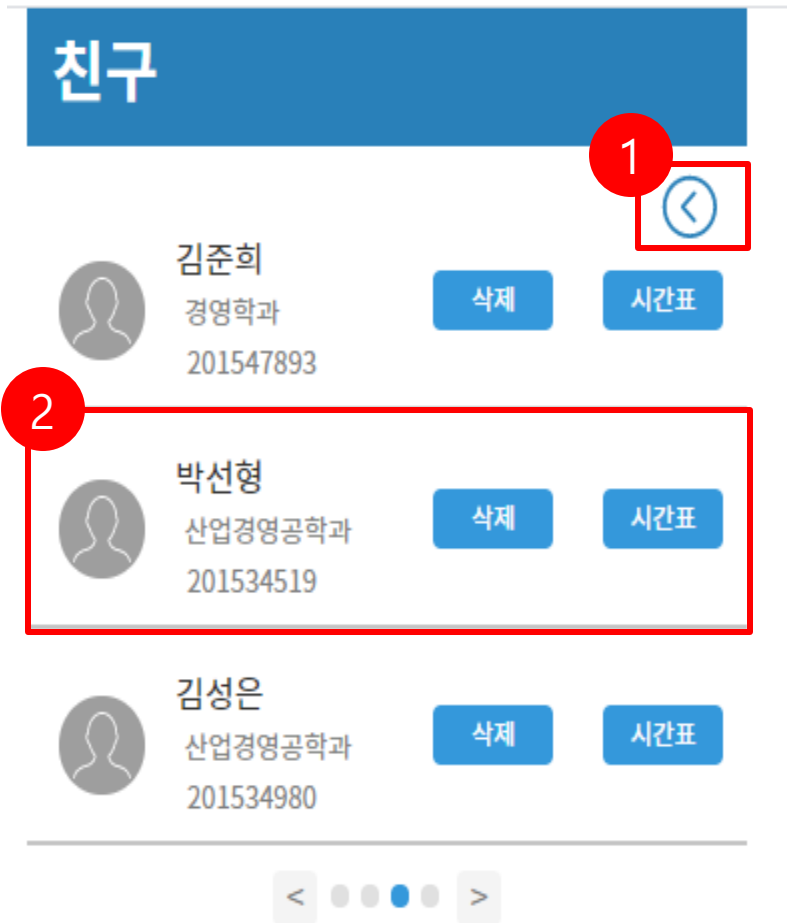 친구
1
김준희
경영학과
201547893
삭제
시간표
2
박선형
산업경영공학과
201534519
삭제
시간표
김성은
산업경영공학과
201534980
삭제
시간표
< >